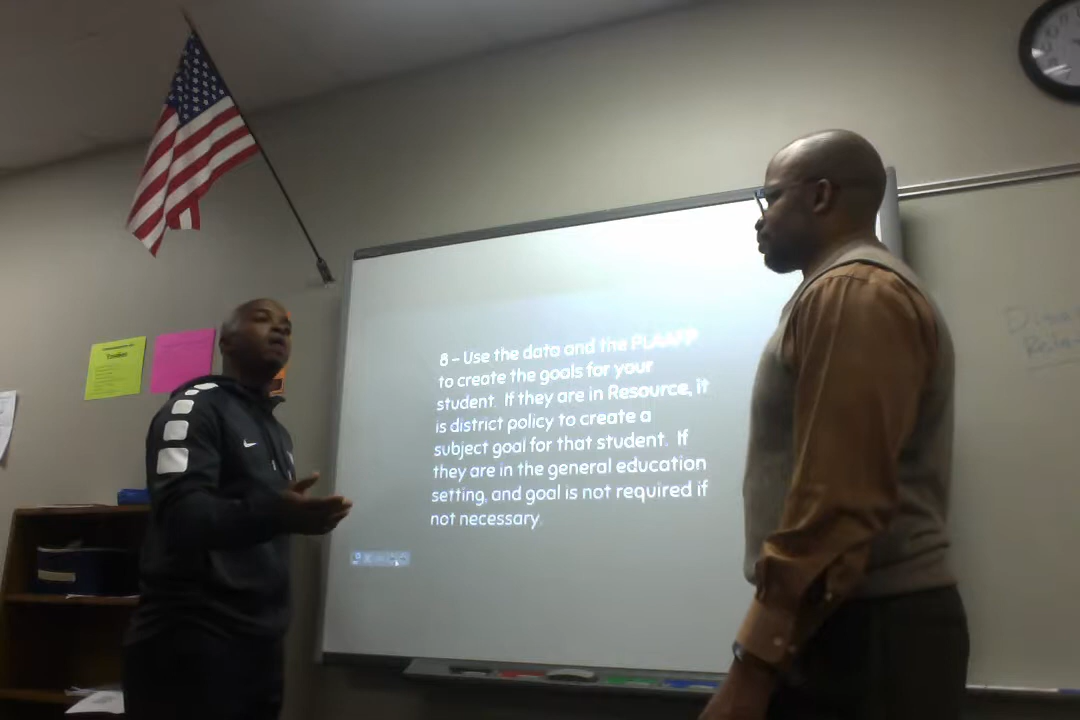 8 - Use the data and the PLAAFP
to create the goals for your
student. If they are in Resource, it
is district policy to create a
subject goal for that student. If
they are in the general education
setting, and goal is not required if
not necessary.